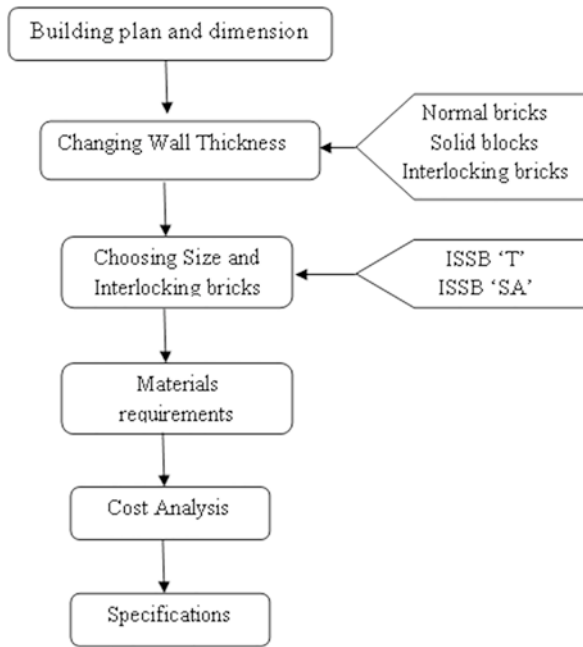 Building plan and dimension
Changing Wall Thickness
Normal bricks
Solid blocks
Interlocking bricks
Choosing Size and
Interlocking bricks
ISSB ‘T’
ISSB ‘SA’
Materials
requirements
Cost Analysis
Specifications